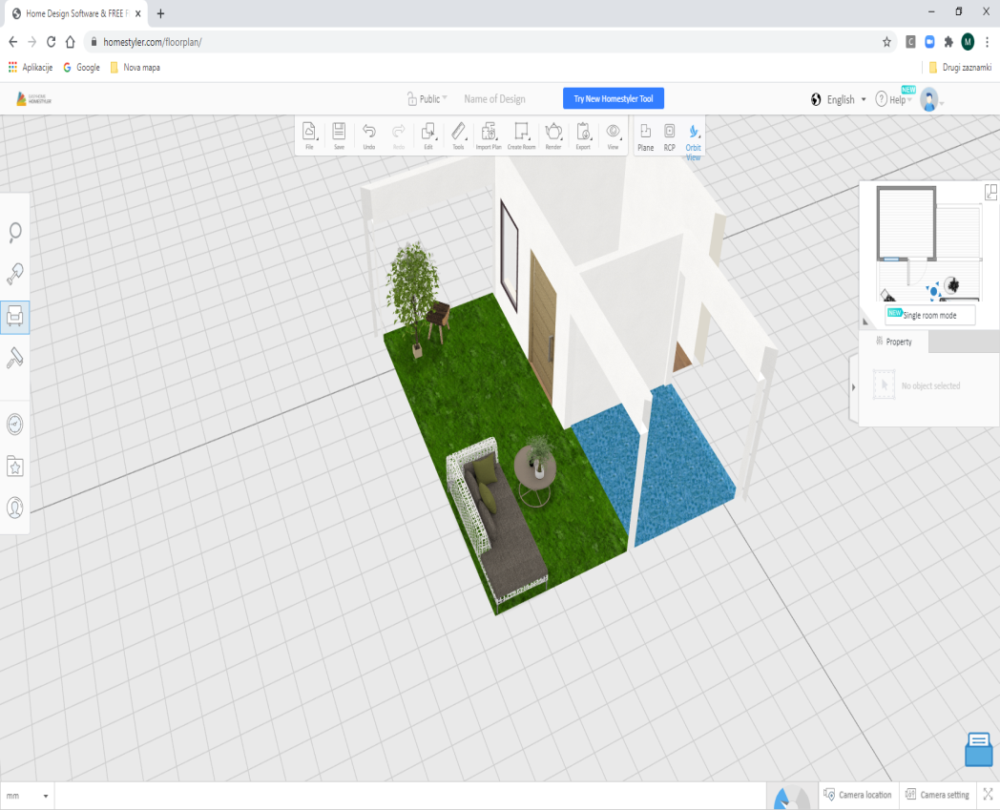 Home Design Software & FREE F
homestyler.com/floorplan/
Aplikacije
Google
Nova mapa
Drugi zaznamki
HOMESTYLER
Public
Name of Design
Try New Homestyler Tool
English
Help
NEW
File
Save
Undo
Redo
Edit
Tools
Import Plan
Create Room
Render
Export
View
Plane
RCP
Orbit
View
NEW
Single room mode
Property
No object selected
mm
Camera location
Camera setting